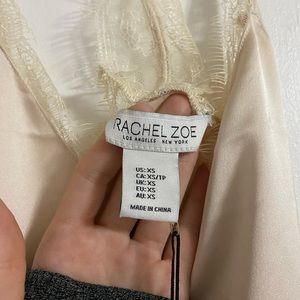 RACHEL ZOE
LOS ANGELES NEW YORK
US: XS
CA: XS/TP
UK: XS
EU: XS
AU: XS
MADE IN CHINA